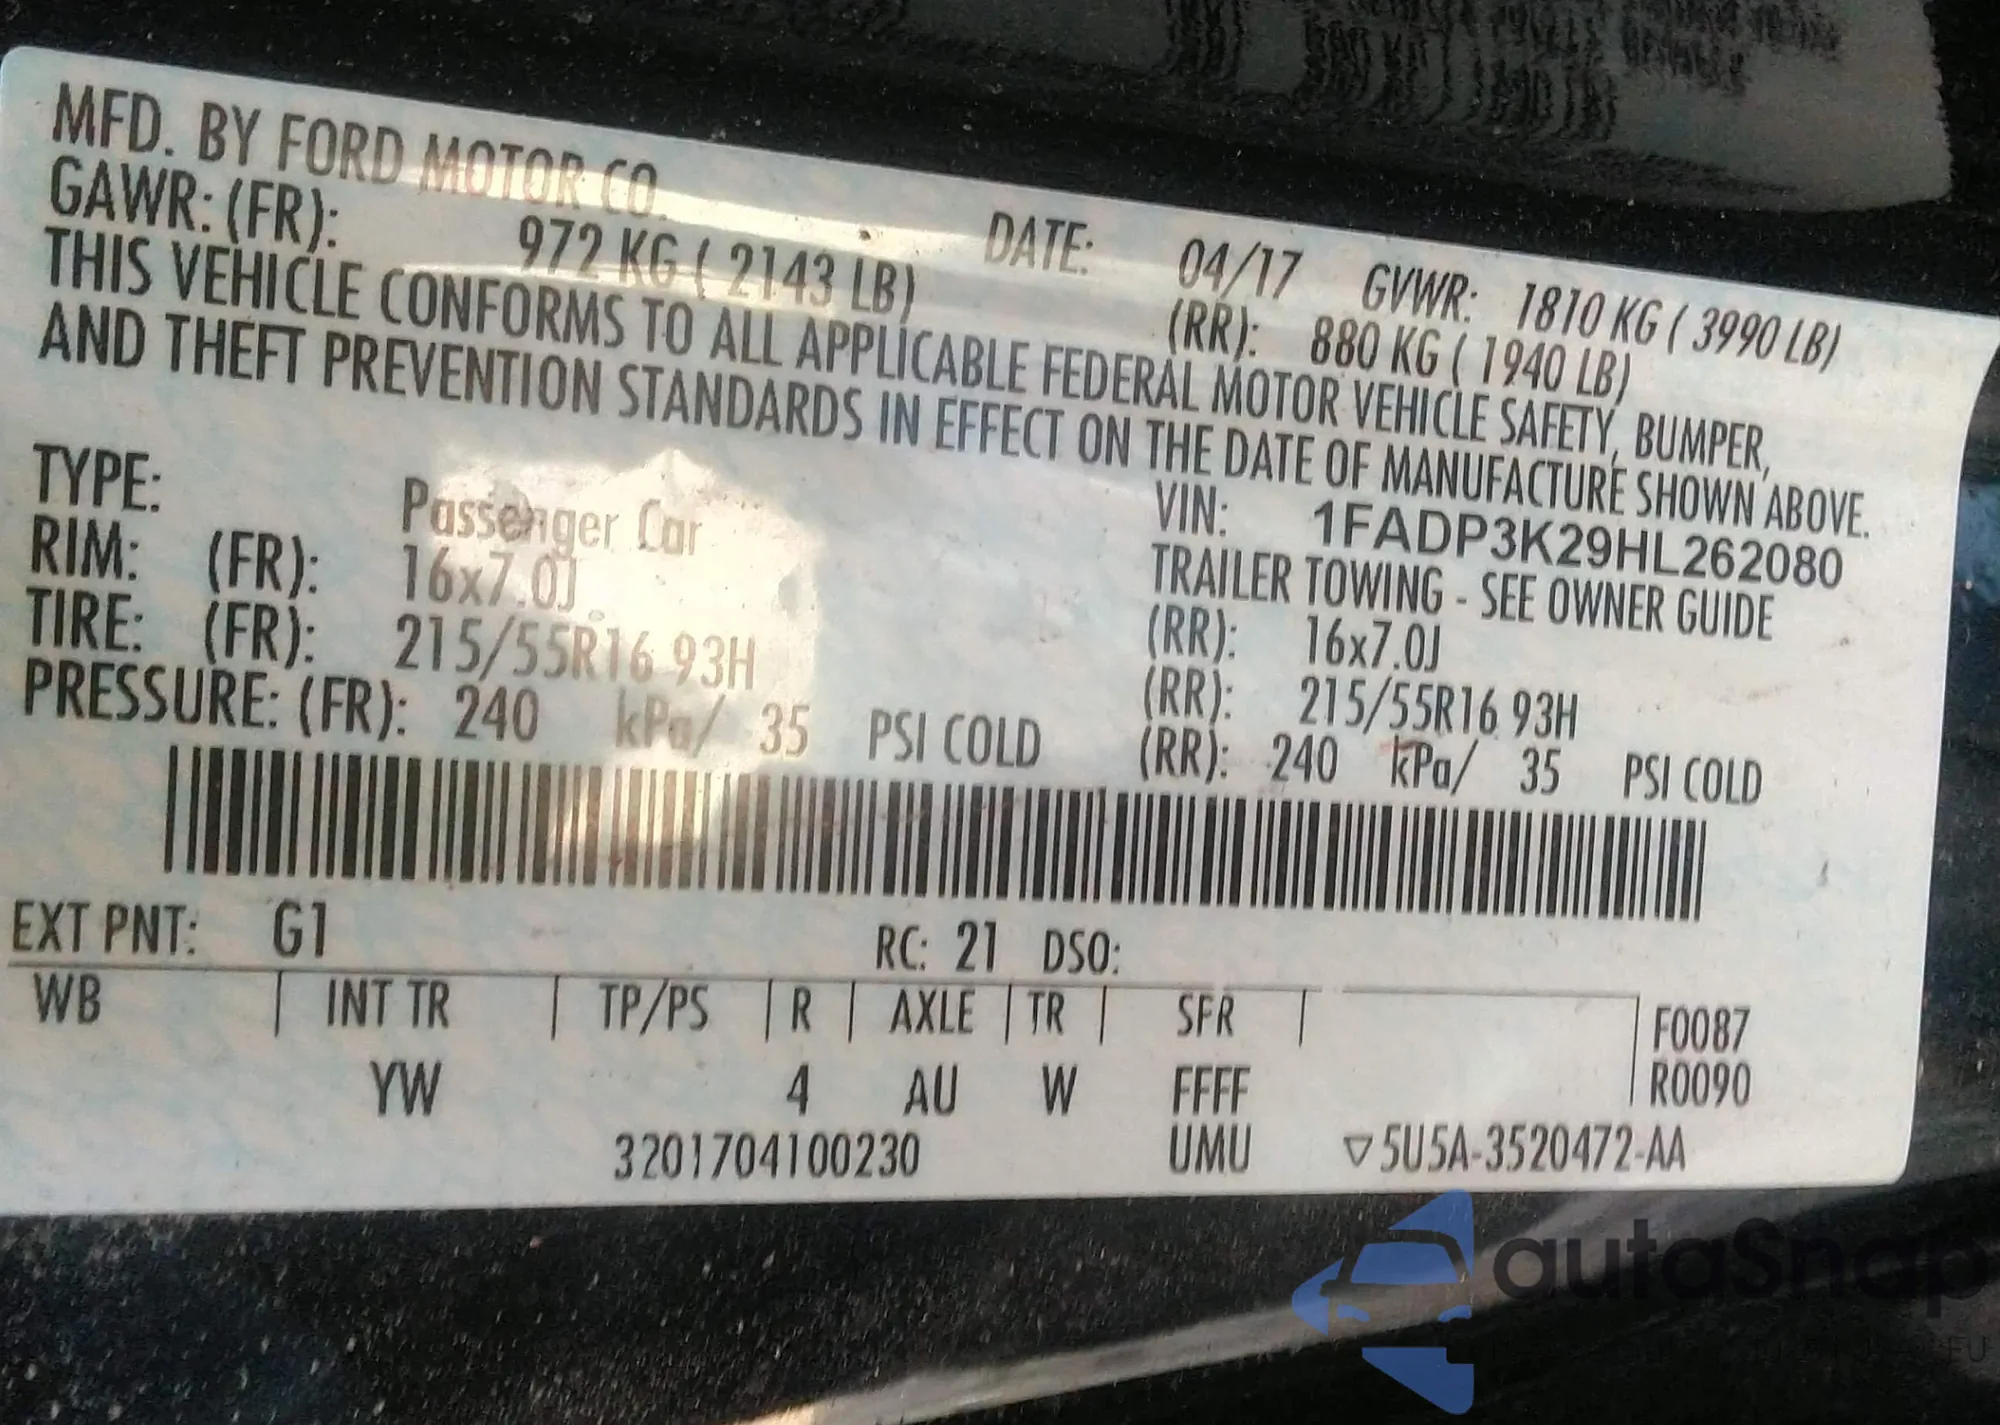 MFD. BY FORD MOTOR CO.
DATE: 04/17 GVWR: 1810 KG ( 3990 LB)
GAWR: (FR): 972 KG ( 2143 LB) (RR): 880 KG ( 1940 LB)
THIS VEHICLE CONFORMS TO ALL APPLICABLE FEDERAL MOTOR VEHICLE SAFETY, BUMPER,
AND THEFT PREVENTION STANDARDS IN EFFECT ON THE DATE OF MANUFACTURE SHOWN ABOVE.
VIN: 1FADP3K29HL262080
TYPE: Passenger Car TRAILER TOWING - SEE OWNER GUIDE
RIM: (FR): 16x7.0J (RR): 16x7.0J
TIRE: (FR): 215/55R16 93H (RR): 215/55R16 93H
PRESSURE: (FR): 240 kPa/ 35 PSI COLD (RR): 240 kPa/ 35 PSI COLD
EXT PNT: G1 RC: 21 DSO:
WB | INT TR | TP/PS | R | AXLE | TR | SFR | F0087
YW 4 AU W FFFF R0090
3201704100230 UMU ▽5U5A-3520472-AA
autoSnap